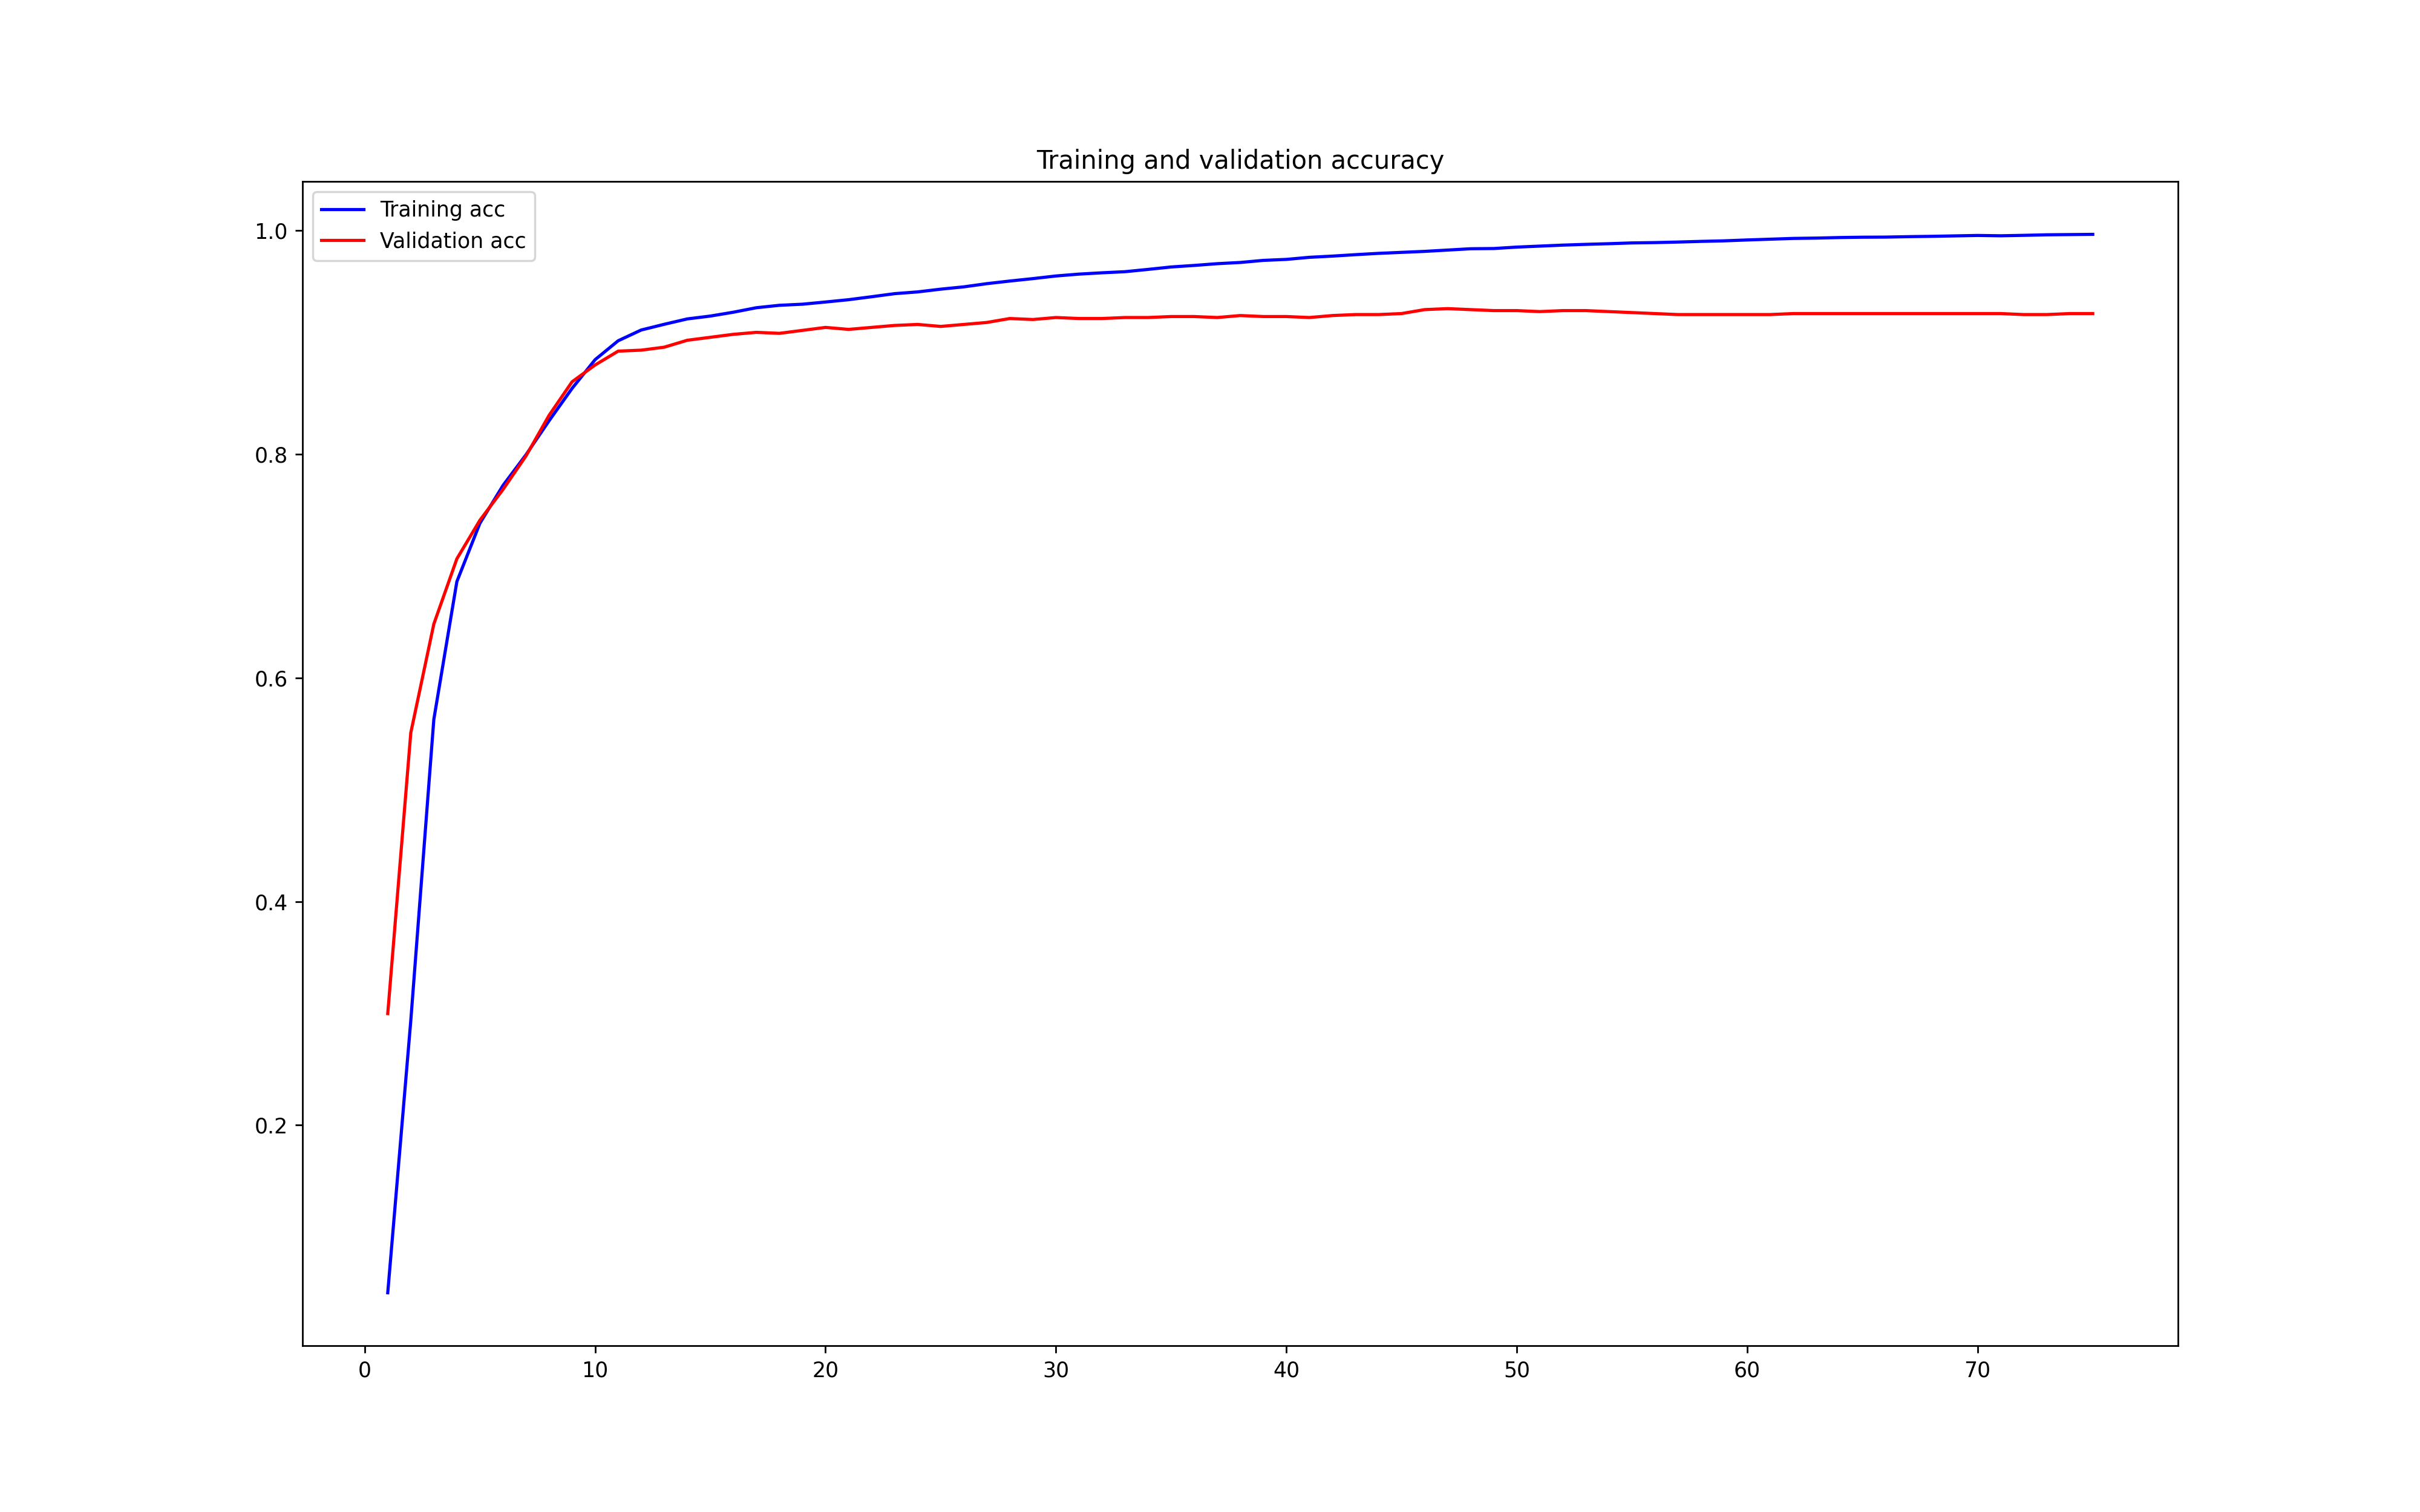 Training and validation accuracy
Training acc
Validation acc
1.0
0.8
0.6
0.4
0.2
0 10 20 30 40 50 60 70